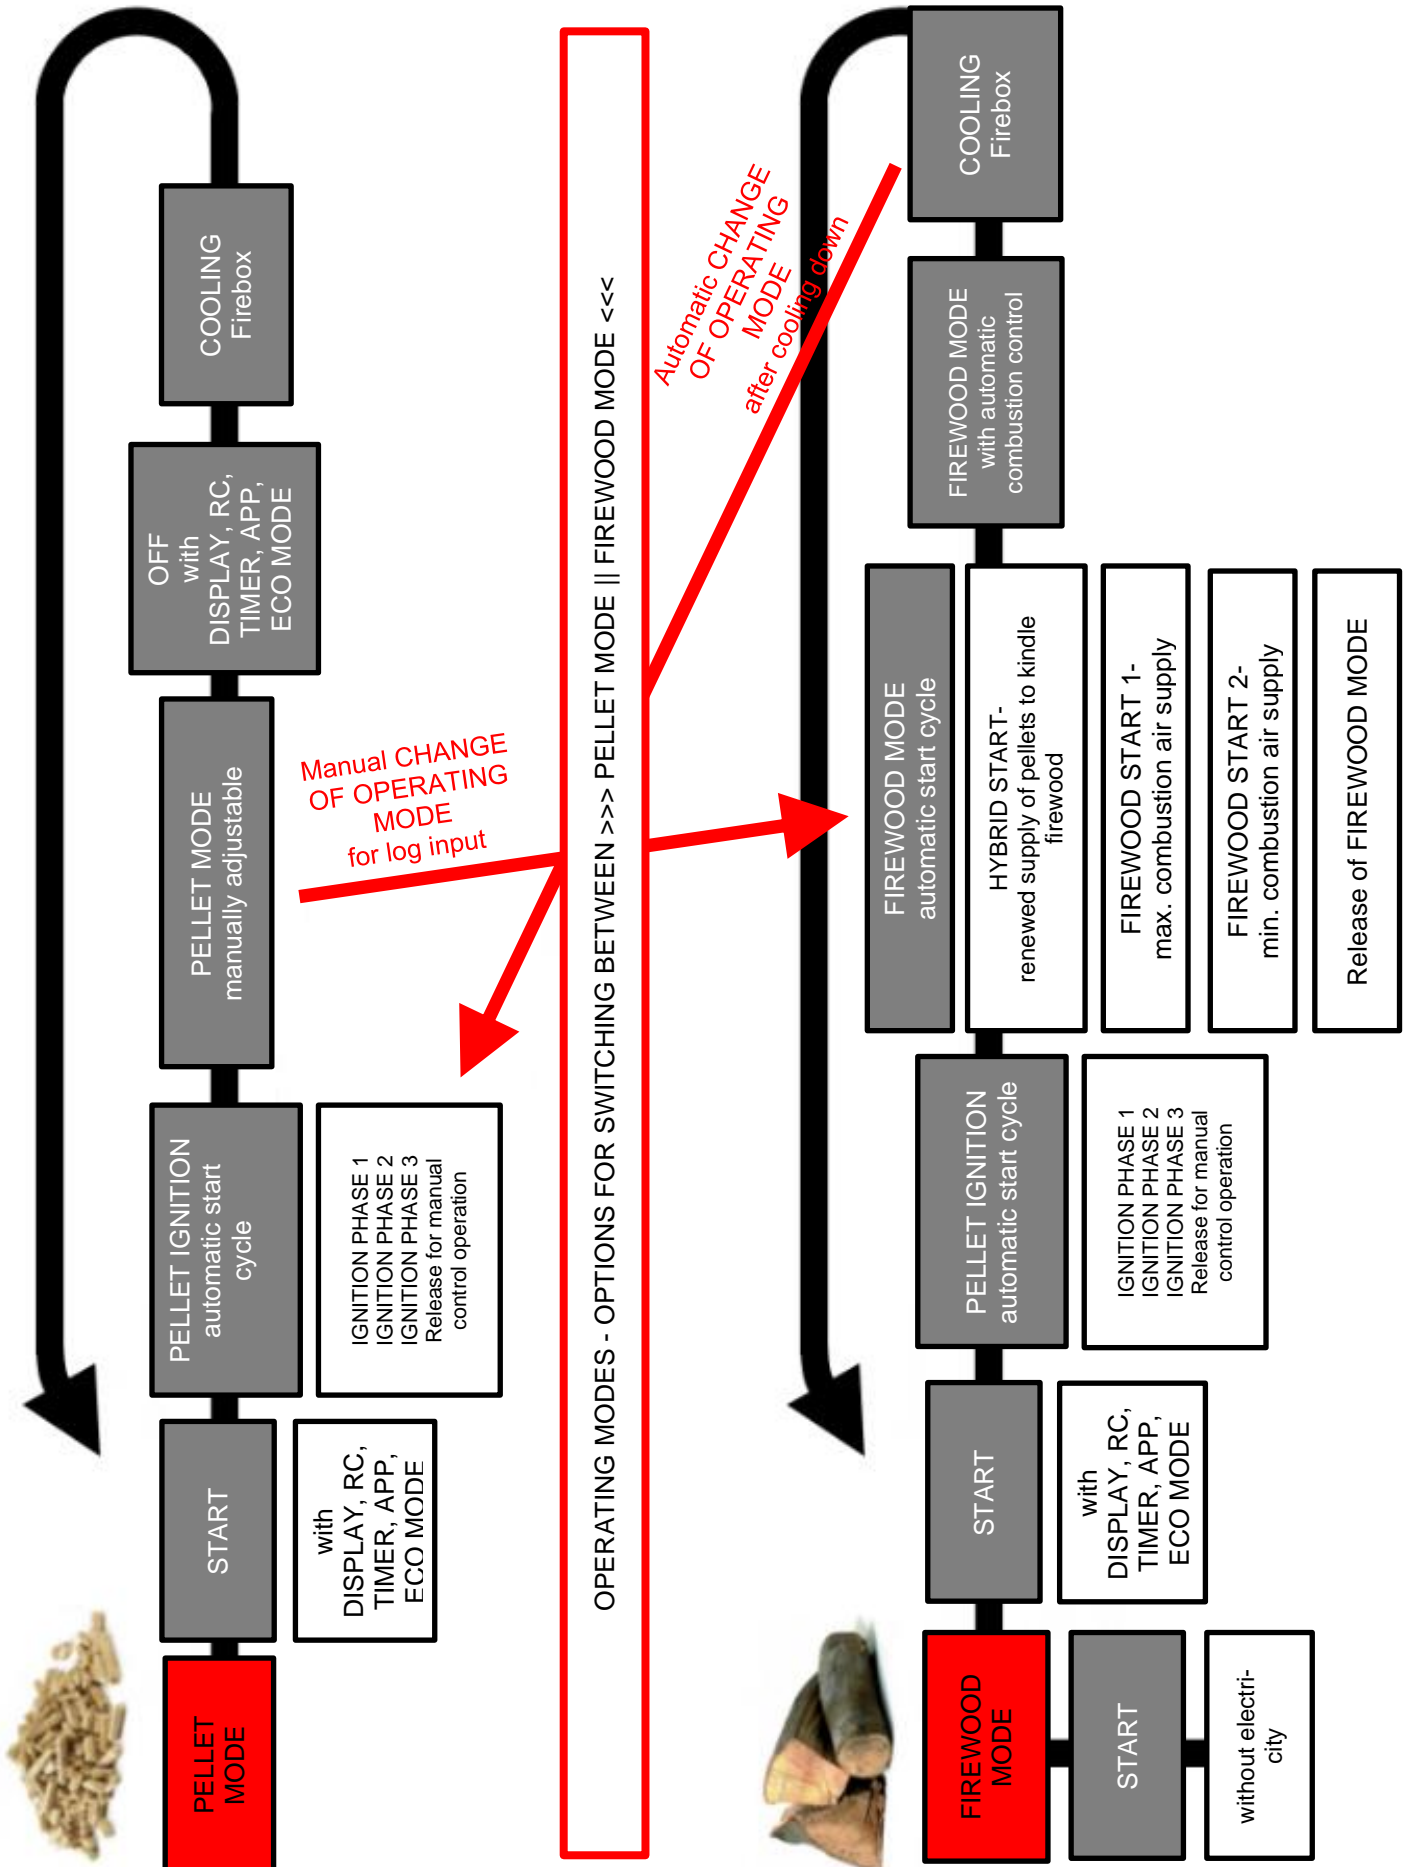 PELLET
MODE
START
with
DISPLAY, RC,
TIMER, APP,
ECO MODE
PELLET IGNITION
automatic start
cycle
IGNITION PHASE 1
IGNITION PHASE 2
IGNITION PHASE 3
Release for manual
control operation
PELLET MODE
manually adjustable
OFF
with
DISPLAY, RC,
TIMER, APP,
ECO MODE
COOLING
Firebox
Manual CHANGE
OF OPERATING
MODE
for log input
OPERATING MODES - OPTIONS FOR SWITCHING BETWEEN >>> PELLET MODE || FIREWOOD MODE <<<
Automatic CHANGE
OF OPERATING
MODE
after cooling down
FIREWOOD
MODE
START
without electri-
city
START
with
DISPLAY, RC,
TIMER, APP,
ECO MODE
PELLET IGNITION
automatic start cycle
IGNITION PHASE 1
IGNITION PHASE 2
IGNITION PHASE 3
Release for manual
control operation
FIREWOOD MODE
automatic start cycle
HYBRID START-
renewed supply of pellets to kindle
firewood
FIREWOOD START 1-
max. combustion air supply
FIREWOOD START 2-
min. combustion air supply
Release of FIREWOOD MODE
FIREWOOD MODE
with automatic
combustion control
COOLING
Firebox